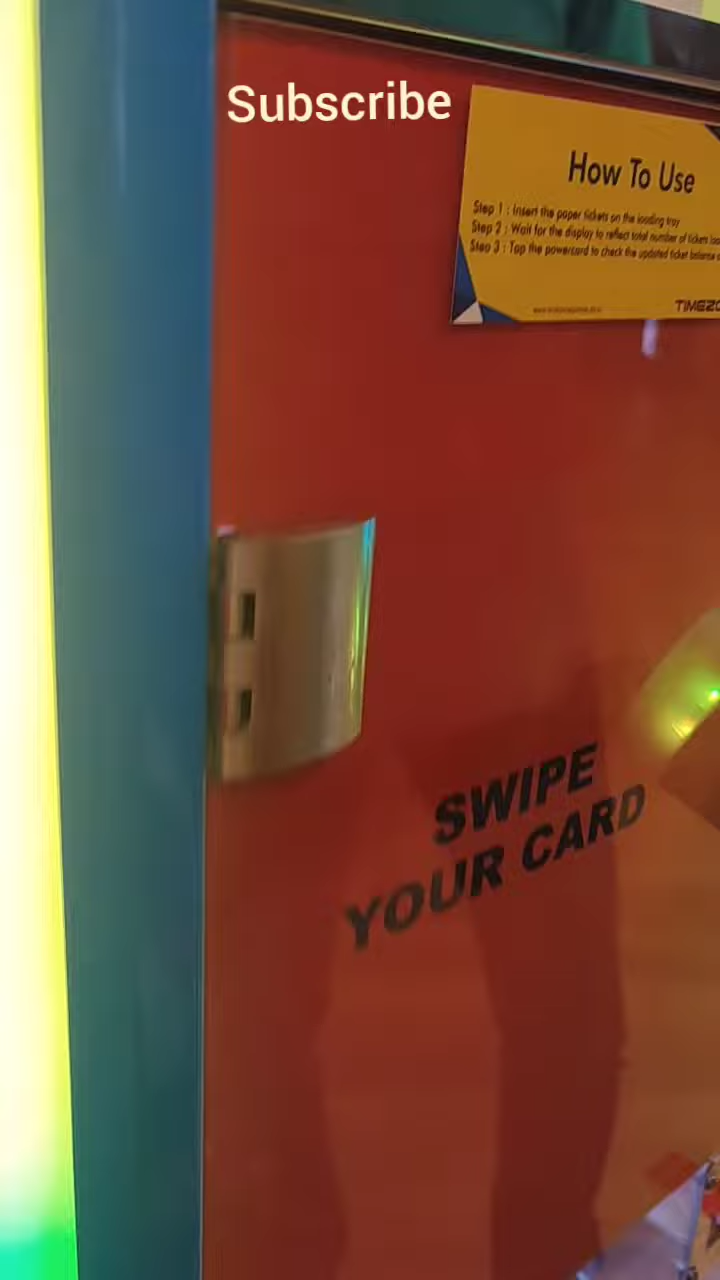 Subscribe
How To Use
Step 1 : Insert the paper tickets on the loading tray
Step 2 : Wait for the display to reflect total number of tickets
Step 3 : Tap the powercard to check the updated ticket balance
TIMEZO
SWIPE
YOUR CARD